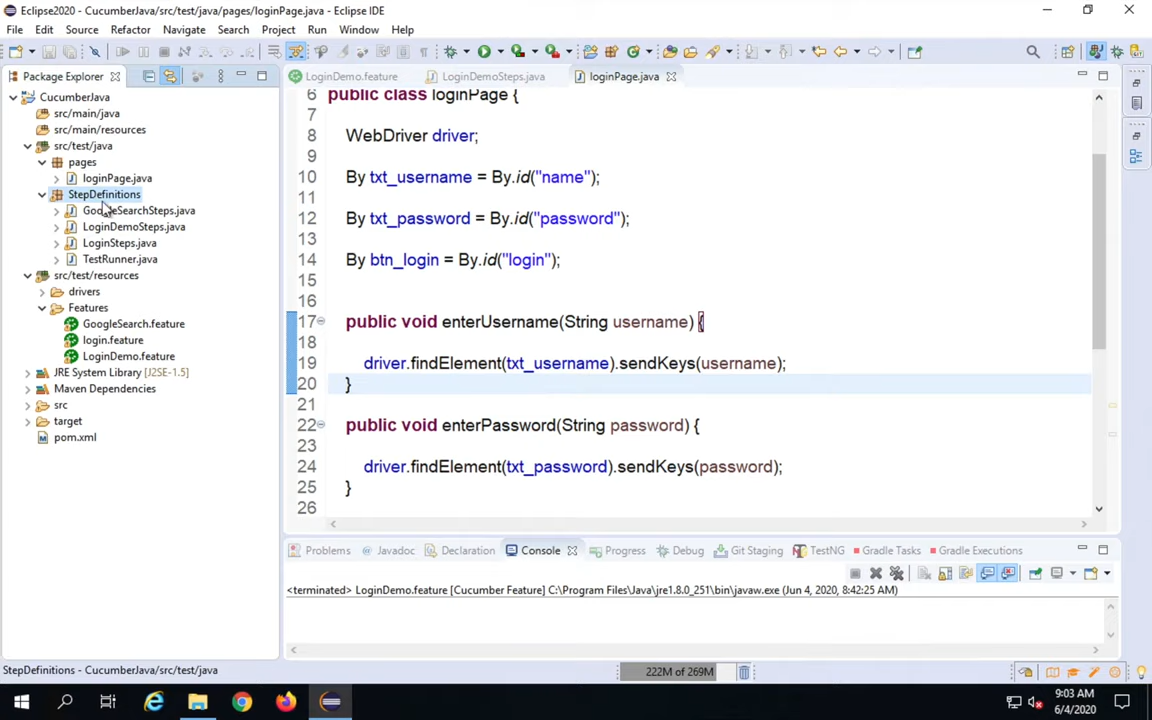 Eclipse2020 - CucumberJava/src/test/java/pages/loginPage.java - Eclipse IDE
File Edit Source Refactor Navigate Search Project Run Window Help
Package Explorer
LoginDemo.feature LoginDemoSteps.java loginPage.java
CucumberJava
src/main/java
src/main/resources
src/test/java
pages
loginPage.java
StepDefinitions
GoogleSearchSteps.java
LoginDemoSteps.java
LoginSteps.java
TestRunner.java
src/test/resources
drivers
Features
GoogleSearch.feature
login.feature
LoginDemo.feature
JRE System Library [J2SE-1.5]
Maven Dependencies
src
target
pom.xml
6 public class loginPage {
7
8 WebDriver driver;
9
10 By txt_username = By.id("name");
11
12 By txt_password = By.id("password");
13
14 By btn_login = By.id("login");
15
16
17 public void enterUsername(String username) {
18
19 driver.findElement(txt_username).sendKeys(username);
20 }
21
22 public void enterPassword(String password) {
23
24 driver.findElement(txt_password).sendKeys(password);
25 }
26
Problems @ Javadoc Declaration Console Progress Debug Git Staging TestNG Gradle Tasks Gradle Executions
<terminated> LoginDemo.feature [Cucumber Feature] C:\Program Files\Java\jre1.8.0_251\bin\javaw.exe (Jun 4, 2020, 8:42:25 AM)
StepDefinitions - CucumberJava/src/test/java
222M of 269M
9:03 AM
6/4/2020